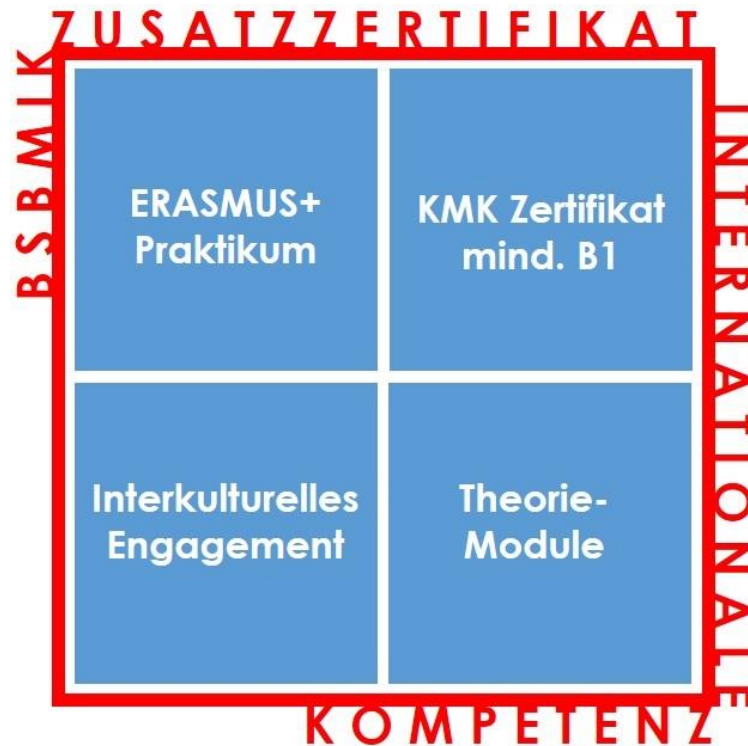 ZUSATZZERTIFIKAT
BSBMIK
INTERNATIONALE
KOMPETENZ
ERASMUS+
Praktikum
KMK Zertifikat
mind. B1
Interkulturelles
Engagement
Theorie-
Module